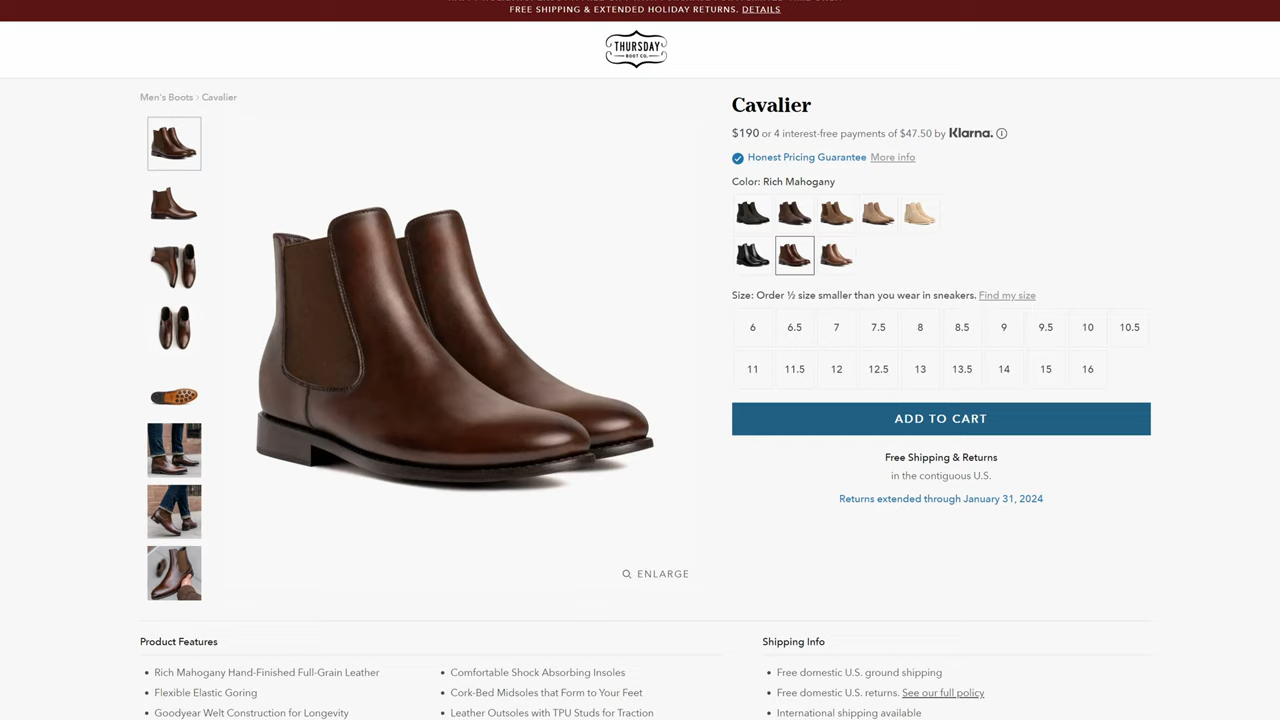 FREE SHIPPING & EXTENDED HOLIDAY RETURNS. DETAILS
THURSDAY
BOOT CO.
Men's Boots > Cavalier
Cavalier
$190 or 4 interest-free payments of $47.50 by Klarna. i
Honest Pricing Guarantee More info
Color: Rich Mahogany
Size: Order ½ size smaller than you wear in sneakers. Find my size
6 6.5 7 7.5 8 8.5 9 9.5 10 10.5
11 11.5 12 12.5 13 13.5 14 15 16
ADD TO CART
Free Shipping & Returns
in the contiguous U.S.
Returns extended through January 31, 2024
ENLARGE
Product Features
Rich Mahogany Hand-Finished Full-Grain Leather
Flexible Elastic Goring
Goodyear Welt Construction for Longevity
Comfortable Shock Absorbing Insoles
Cork-Bed Midsoles that Form to Your Feet
Leather Outsoles with TPU Studs for Traction
Shipping Info
Free domestic U.S. ground shipping
Free domestic U.S. returns. See our full policy
International shipping available